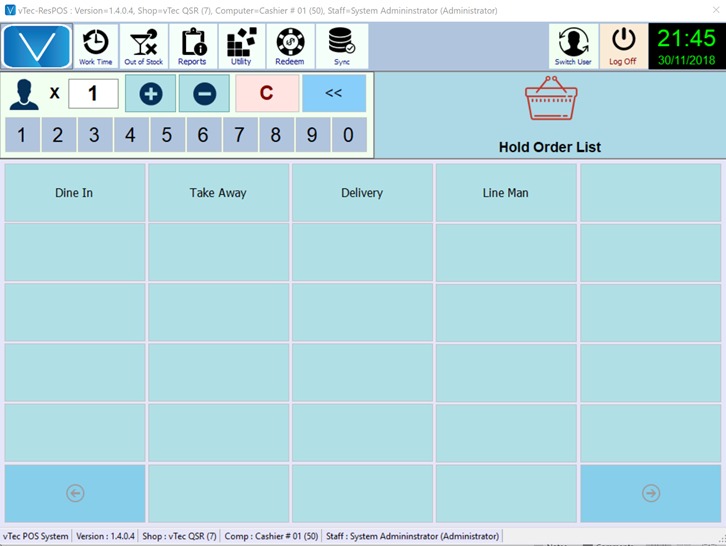 vTec-ResPOS : Version=1.4.0.4, Shop=vTec QSR (7), Computer=Cashier # 01 (50), Staff=System Admininstrator (Administrator)
Work Time
Out of Stock
Reports
Utility
Redeem
Sync
Switch User
Log Off
21:45
30/11/2018
X
1
C
<<
1 2 3 4 5 6 7 8 9 0
Hold Order List
Dine In
Take Away
Delivery
Line Man
vTec POS System
Version : 1.4.0.4
Shop : vTec QSR (7)
Comp : Cashier # 01 (50)
Staff : System Admininstrator (Administrator)